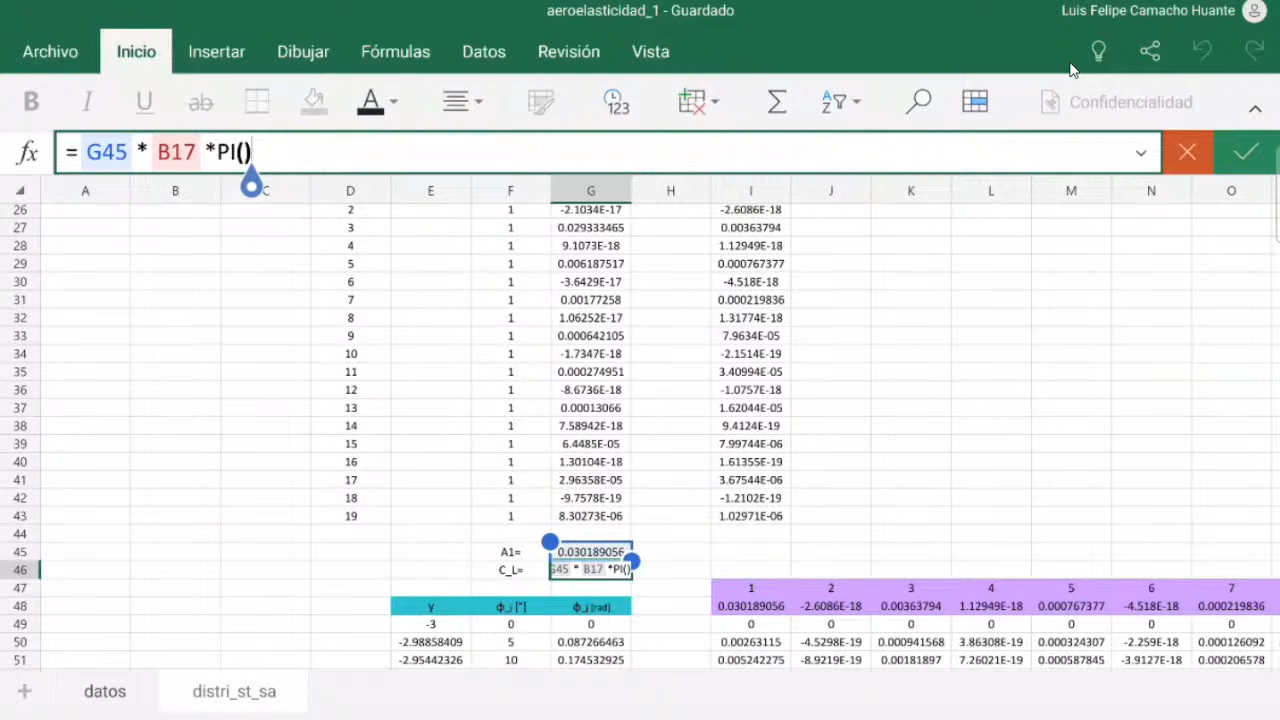 aeroelasticidad_1 - Guardado
Luis Felipe Camacho Huante
Archivo Inicio Insertar Dibujar Fórmulas Datos Revisión Vista
B I U ab A 123 Σ A Z Confidencialidad
fx = G45 * B17 *PI()
A B C D E F G H I J K L M N O
26 2 1 -2.1034E-17 -2.6086E-18
27 3 1 0.029333465 0.00363794
28 4 1 9.1073E-18 1.12949E-18
29 5 1 0.006187517 0.000767377
30 6 1 -3.6429E-17 -4.518E-18
31 7 1 0.00177258 0.000219836
32 8 1 1.06252E-17 1.31774E-18
33 9 1 0.000642105 7.9634E-05
34 10 1 -1.7347E-18 -2.1514E-19
35 11 1 0.000274951 3.40994E-05
36 12 1 -8.6736E-18 -1.0757E-18
37 13 1 0.00013066 1.62044E-05
38 14 1 7.58942E-18 9.4124E-19
39 15 1 6.4485E-05 7.99744E-06
40 16 1 1.30104E-18 1.61355E-19
41 17 1 2.96358E-05 3.67544E-06
42 18 1 -9.7578E-19 -1.2102E-19
43 19 1 8.30273E-06 1.02971E-06
44
45 A1= 0.030189056
46 C_L= G45 * B17 *PI()
47 1 2 3 4 5 6 7
48 y ϕ_j [°] ϕ_j [rad] 0.030189056 -2.6086E-18 0.00363794 1.12949E-18 0.000767377 -4.518E-18 0.000219836
49 -3 0 0 0 0 0 0 0 0 0
50 -2.98858409 5 0.087266463 0.00263115 -4.5298E-19 0.000941568 3.86308E-19 0.000324307 -2.259E-18 0.000126092
51 -2.95442326 10 0.174532925 0.005242275 -8.9219E-19 0.00181897 7.26021E-19 0.000587845 -3.9127E-18 0.000206578
+ datos distri_st_sa